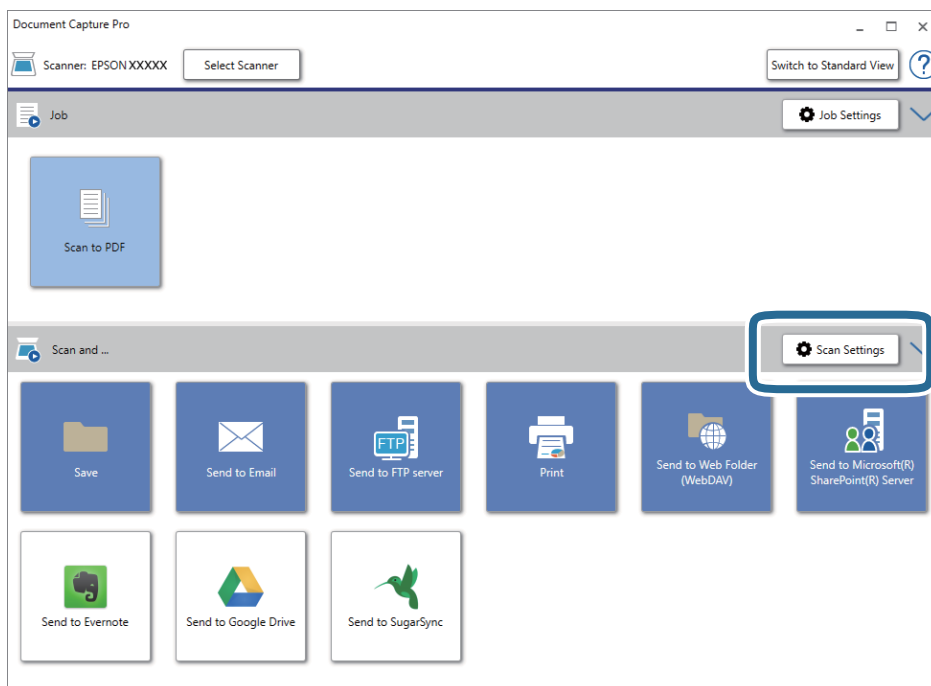 Document Capture Pro
Scanner: EPSON XXXXX
Select Scanner
Switch to Standard View
?
Job
Job Settings
Scan to PDF
Scan and ...
Scan Settings
Save
Send to Email
FTP
Send to FTP server
Print
Send to Web Folder
(WebDAV)
Send to Microsoft(R)
SharePoint(R) Server
Send to Evernote
Send to Google Drive
Send to SugarSync